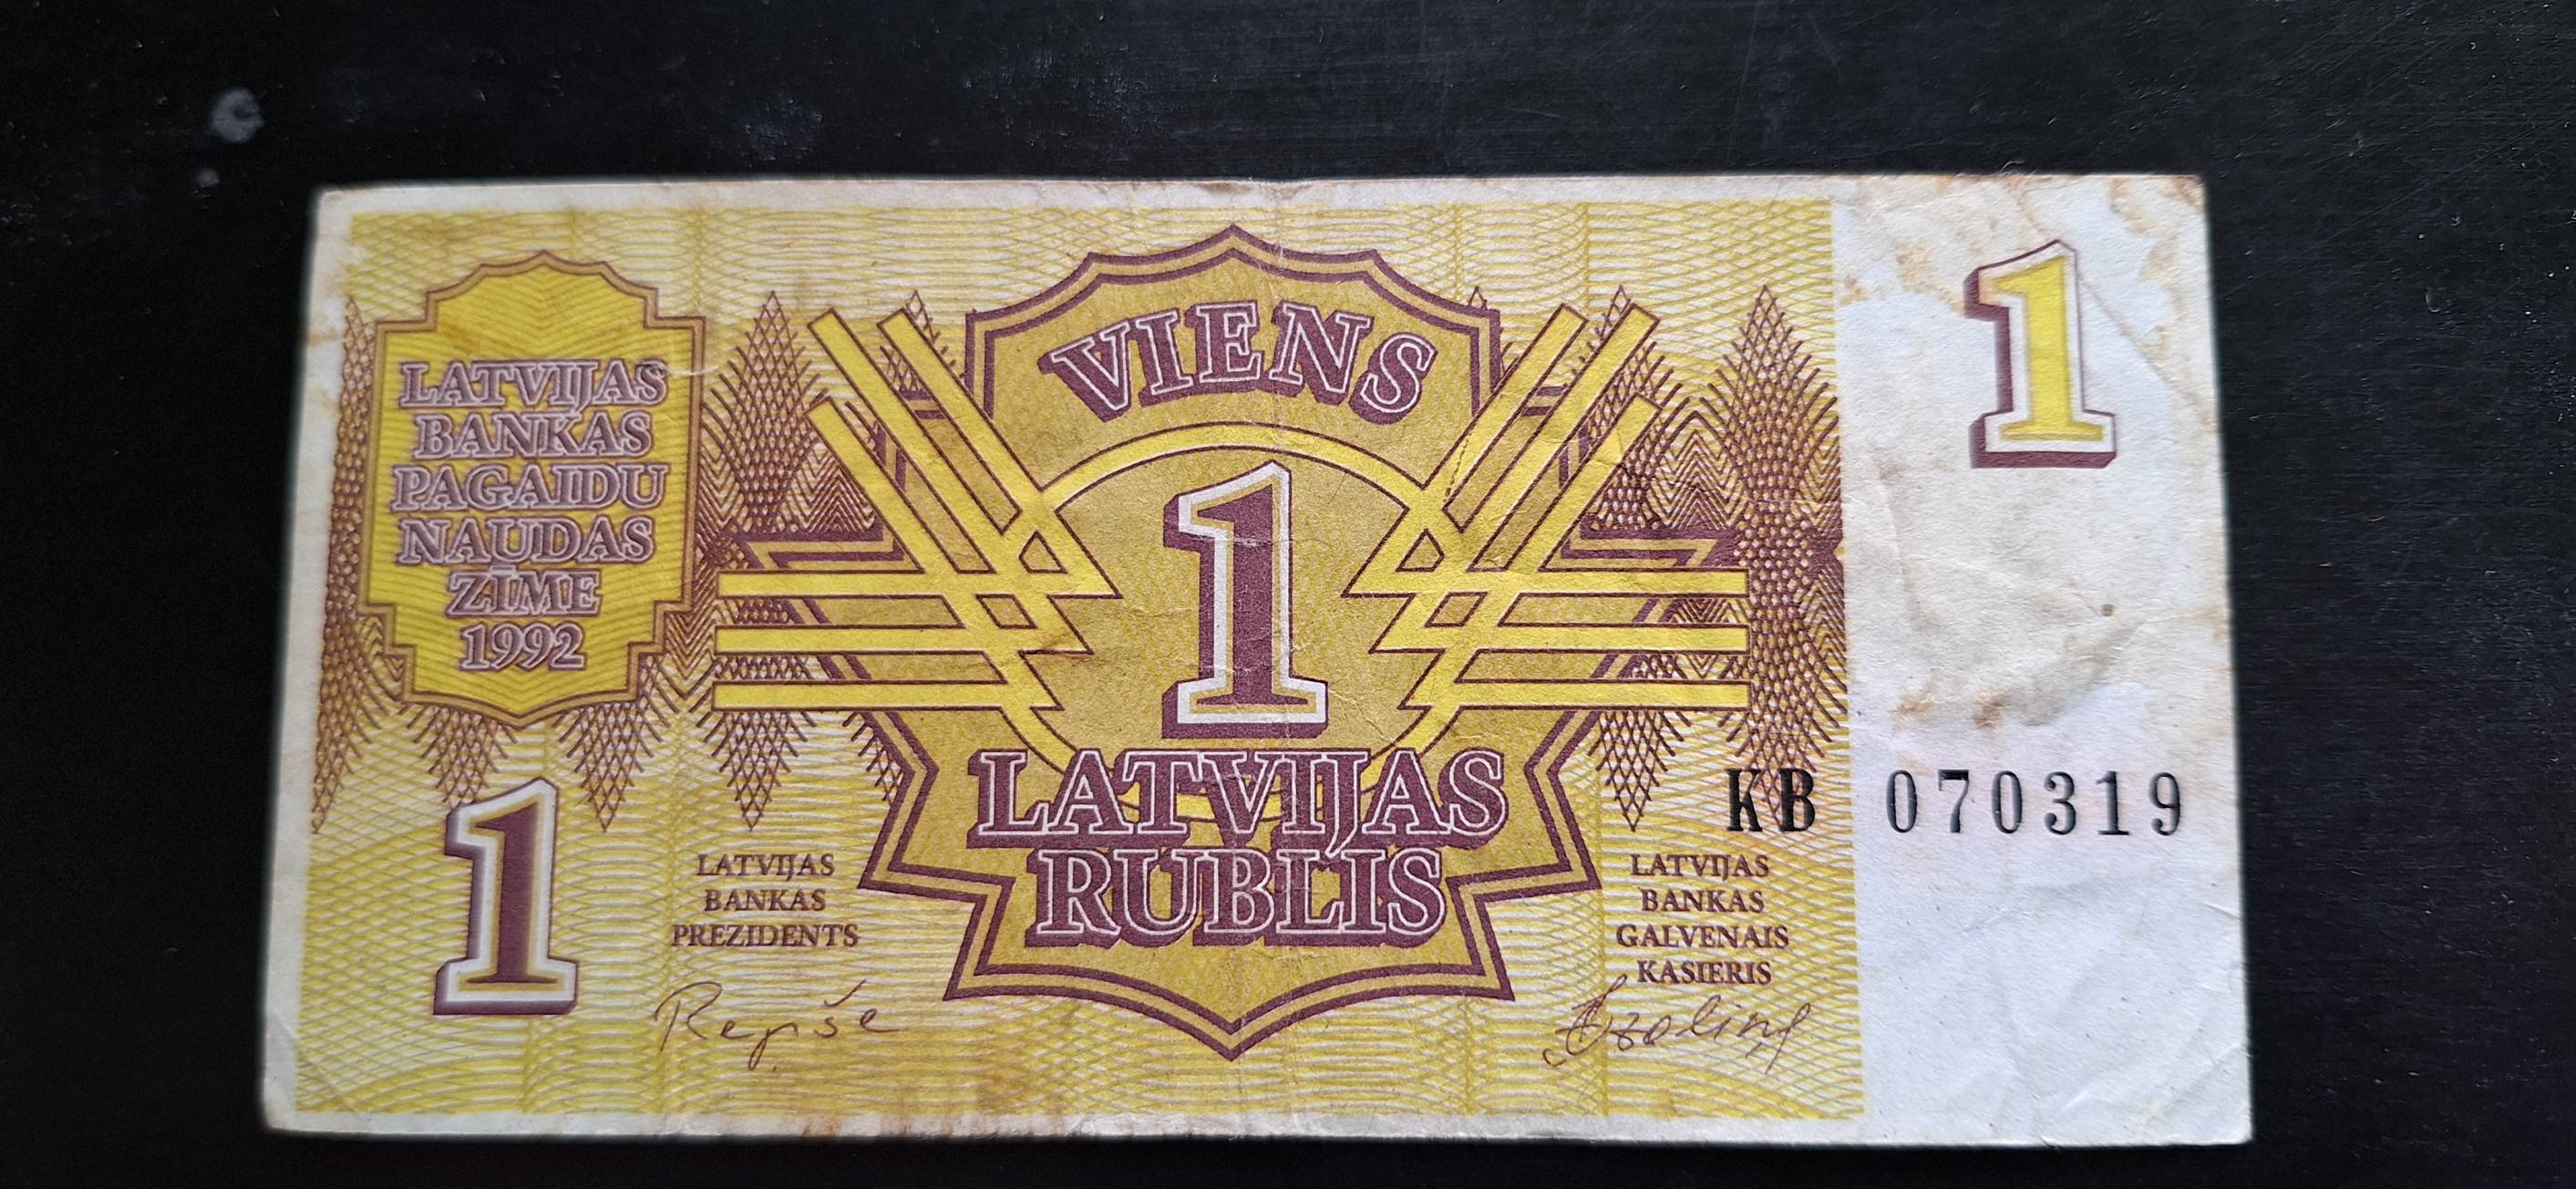 LATVIJAS
BANKAS
PAGAIDU
NAUDAS
ZĪME
1992
1
VIENS
1
LATVIJAS
RUBLIS
1
KB 070319
LATVIJAS
BANKAS
PREZIDENTS
Repše
LATVIJAS
BANKAS
GALVENAIS
KASIERIS